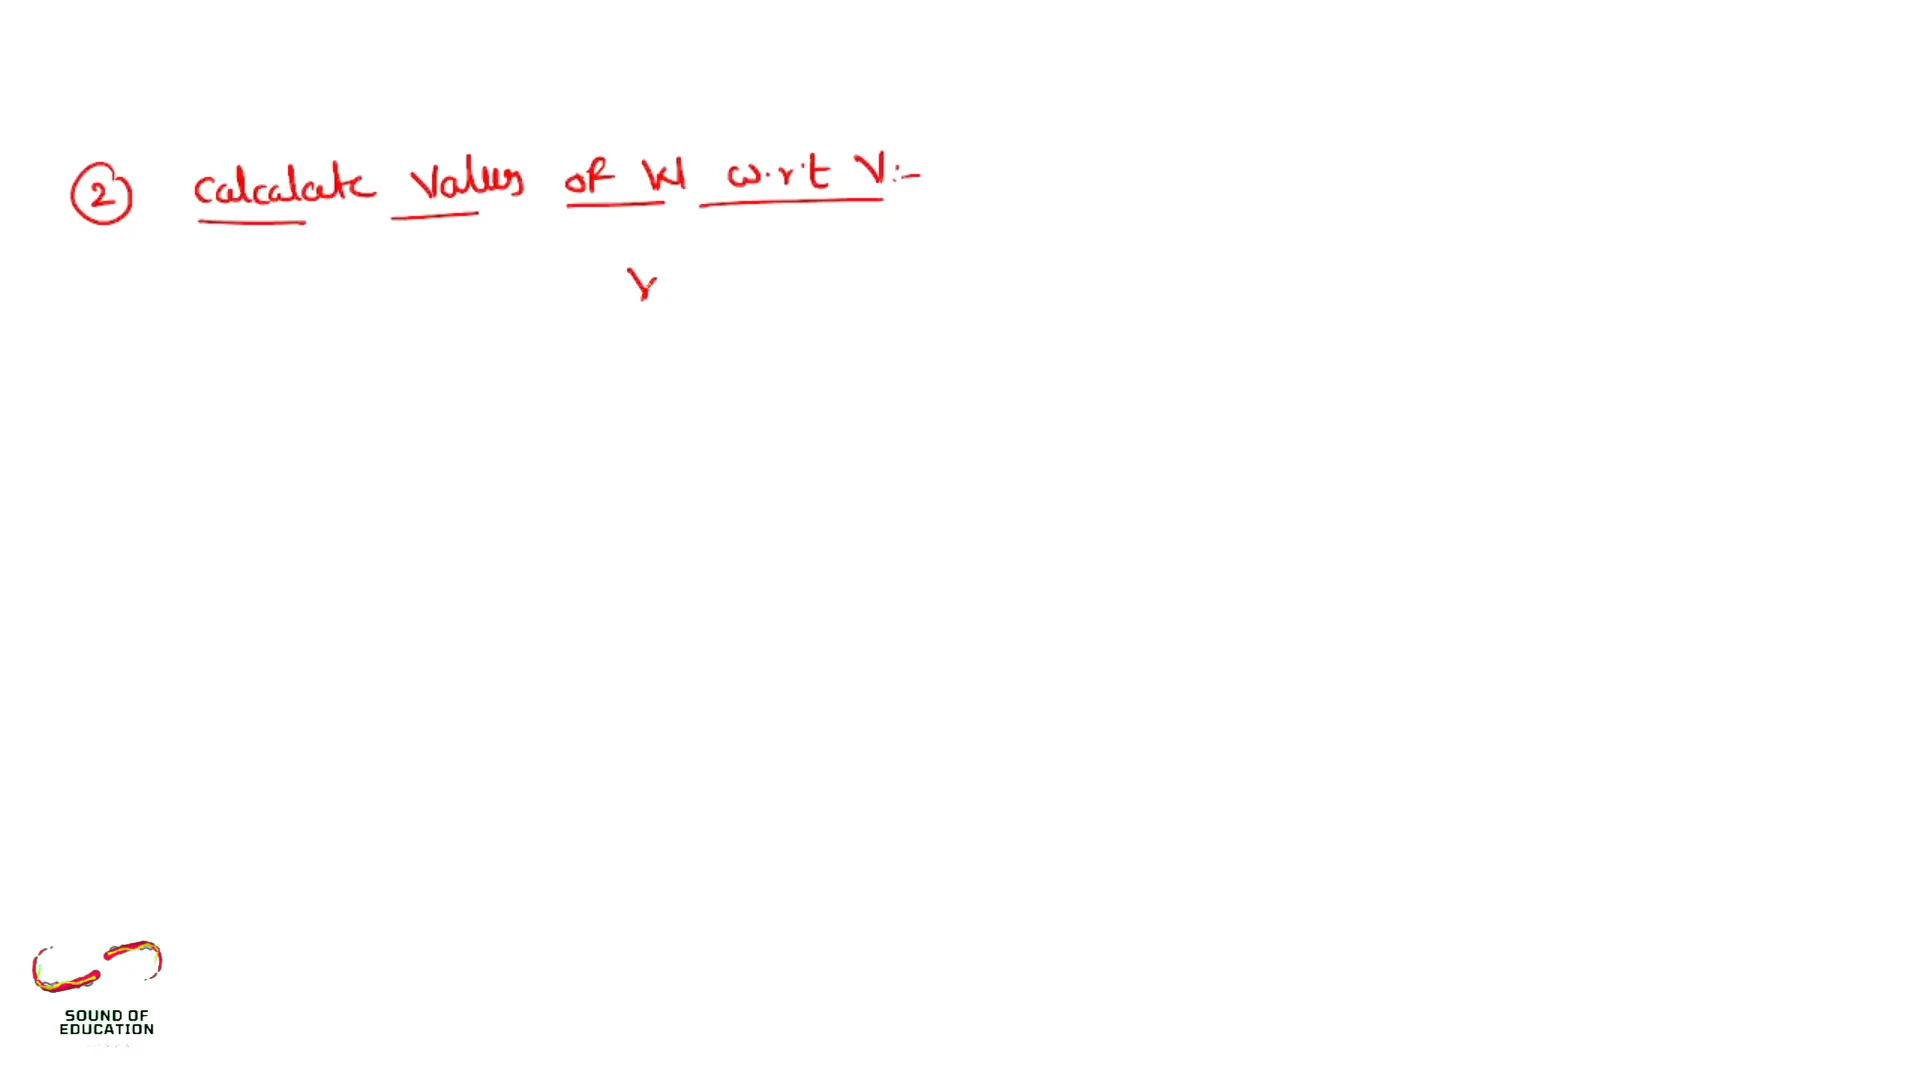 ② Calculate Values of W w.r.t V:-
SOUND OF
EDUCATION